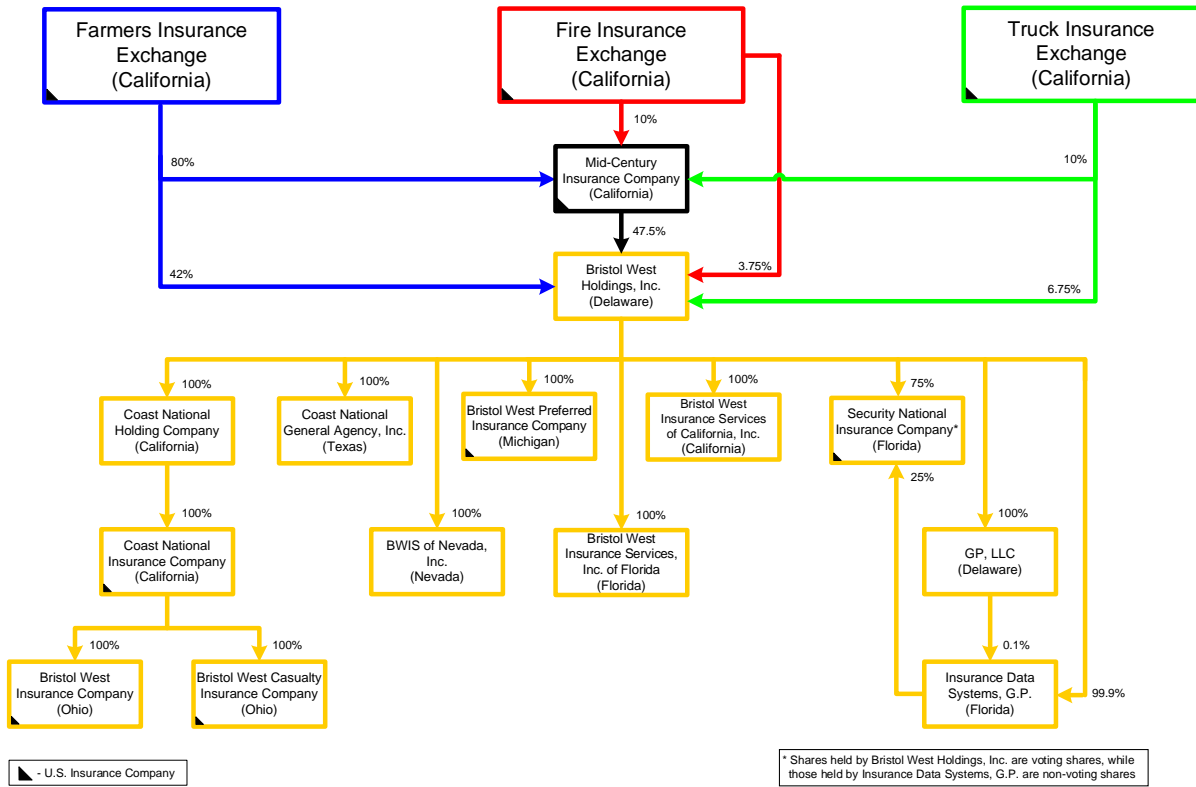 Farmers Insurance
Exchange
(California)
Fire Insurance
Exchange
(California)
Truck Insurance
Exchange
(California)
10%
80%
Mid-Century
Insurance Company
(California)
10%
47.5%
42%
Bristol West
Holdings, Inc.
(Delaware)
3.75%
6.75%
100%
100%
100%
100%
75%
Coast National
Holding Company
(California)
Coast National
General Agency, Inc.
(Texas)
Bristol West Preferred
Insurance Company
(Michigan)
Bristol West
Insurance Services
of California, Inc.
(California)
Security National
Insurance Company*
(Florida)
25%
100%
100%
100%
100%
Coast National
Insurance Company
(California)
BWIS of Nevada,
Inc.
(Nevada)
Bristol West
Insurance Services,
Inc. of Florida
(Florida)
GP, LLC
(Delaware)
100%
100%
0.1%
Bristol West
Insurance Company
(Ohio)
Bristol West Casualty
Insurance Company
(Ohio)
Insurance Data
Systems, G.P.
(Florida)
99.9%
- U.S. Insurance Company
* Shares held by Bristol West Holdings, Inc. are voting shares, while
those held by Insurance Data Systems, G.P. are non-voting shares